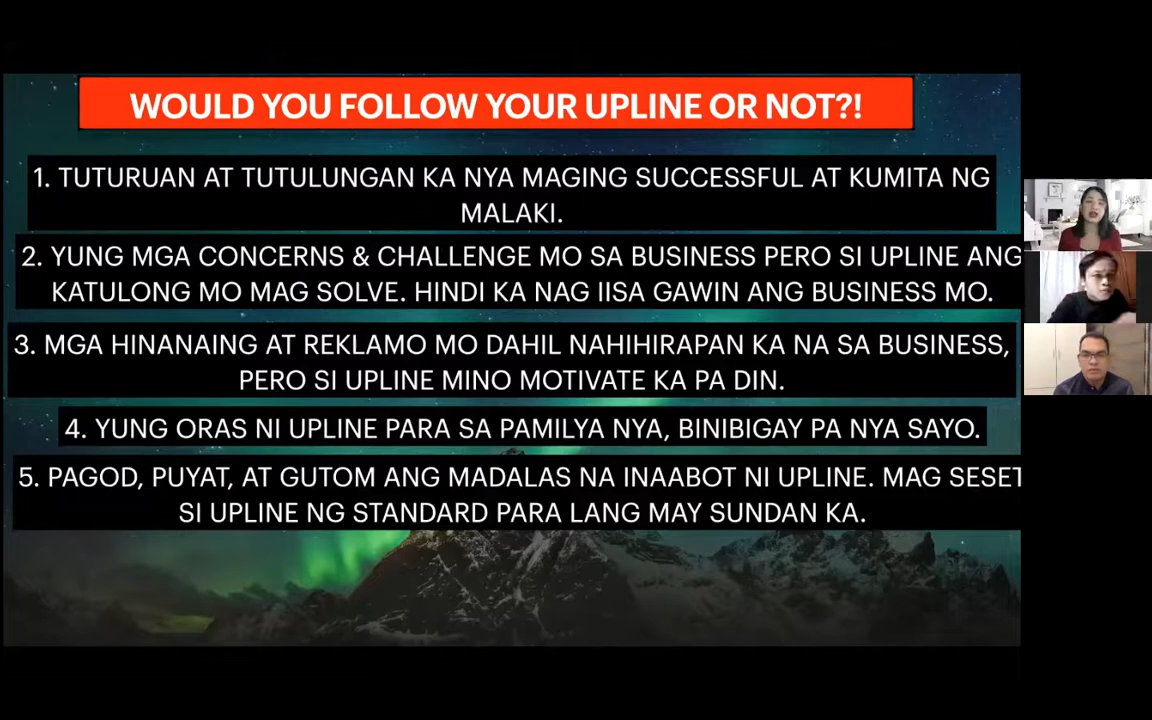 WOULD YOU FOLLOW YOUR UPLINE OR NOT?!
1. TUTURUAN AT TUTULUNGAN KA NYA MAGING SUCCESSFUL AT KUMITA NG
MALAKI.
2. YUNG MGA CONCERNS & CHALLENGE MO SA BUSINESS PERO SI UPLINE ANG
KATULONG MO MAG SOLVE. HINDI KA NAG IISA GAWIN ANG BUSINESS MO.
3. MGA HINANAING AT REKLAMO MO DAHIL NAHIHIRAPAN KA NA SA BUSINESS,
PERO SI UPLINE MINO MOTIVATE KA PA DIN.
4. YUNG ORAS NI UPLINE PARA SA PAMILYA NYA, BINIBIGAY PA NYA SAYO.
5. PAGOD, PUYAT, AT GUTOM ANG MADALAS NA INAABOT NI UPLINE. MAG SESET
SI UPLINE NG STANDARD PARA LANG MAY SUNDAN KA.